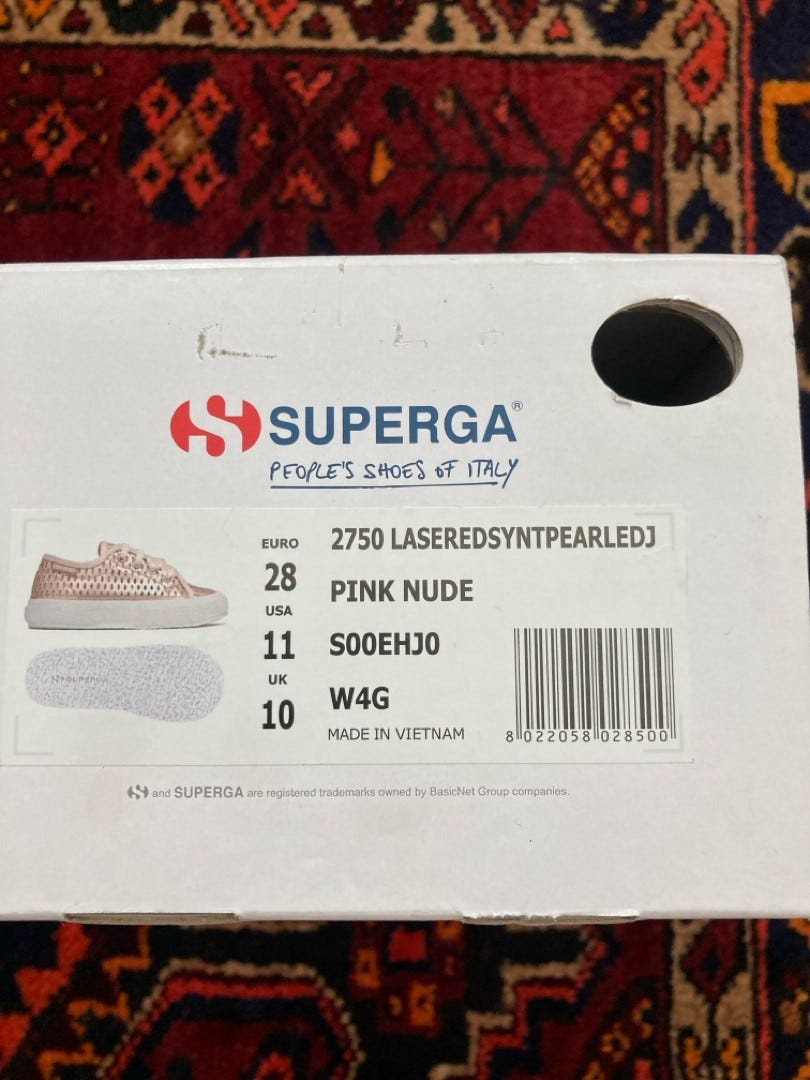 SUPERGA®
PEOPLE'S SHOES OF ITALY
EURO
28
USA
11
UK
10
2750 LASEREDSYNTPEARLEDJ
PINK NUDE
S00EHJ0
W4G
MADE IN VIETNAM
SUPERGA
8 022058 028500
and SUPERGA are registered trademarks owned by BasicNet Group companies.